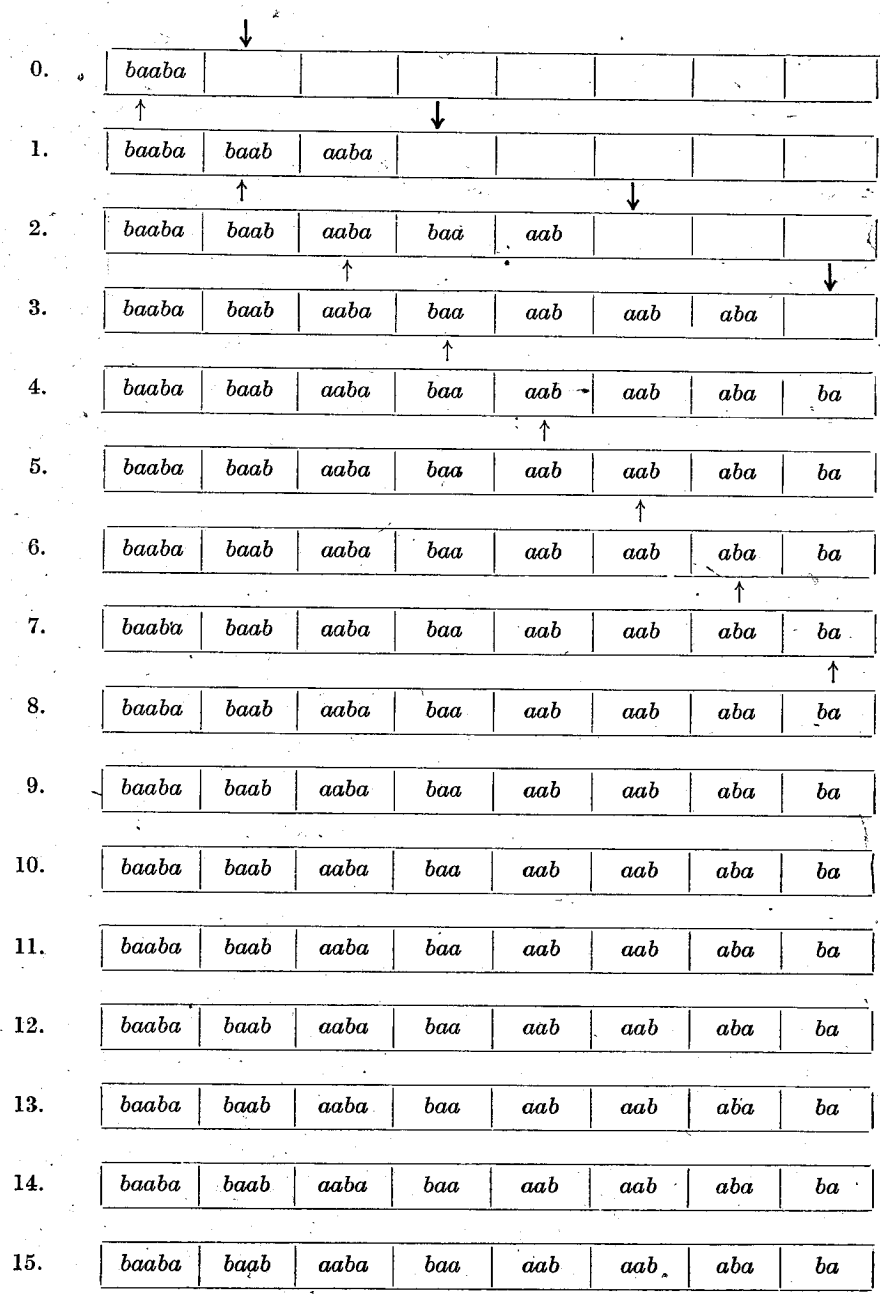 0. baaba
1. baaba baab aaba
2. baaba baab aaba baa aab
3. baaba baab aaba baa aab aab aba
4. baaba baab aaba baa aab aab aba ba
5. baaba baab aaba baa aab aab aba ba
6. baaba baab aaba baa aab aab aba ba
7. baaba baab aaba baa aab aab aba ba
8. baaba baab aaba baa aab aab aba ba
9. baaba baab aaba baa aab aab aba ba
10. baaba baab aaba baa aab aab aba ba
11. baaba baab aaba baa aab aab aba ba
12. baaba baab aaba baa aab aab aba ba
13. baaba baab aaba baa aab aab aba ba
14. baaba baab aaba baa aab aab aba ba
15. baaba baab aaba baa aab aab aba ba